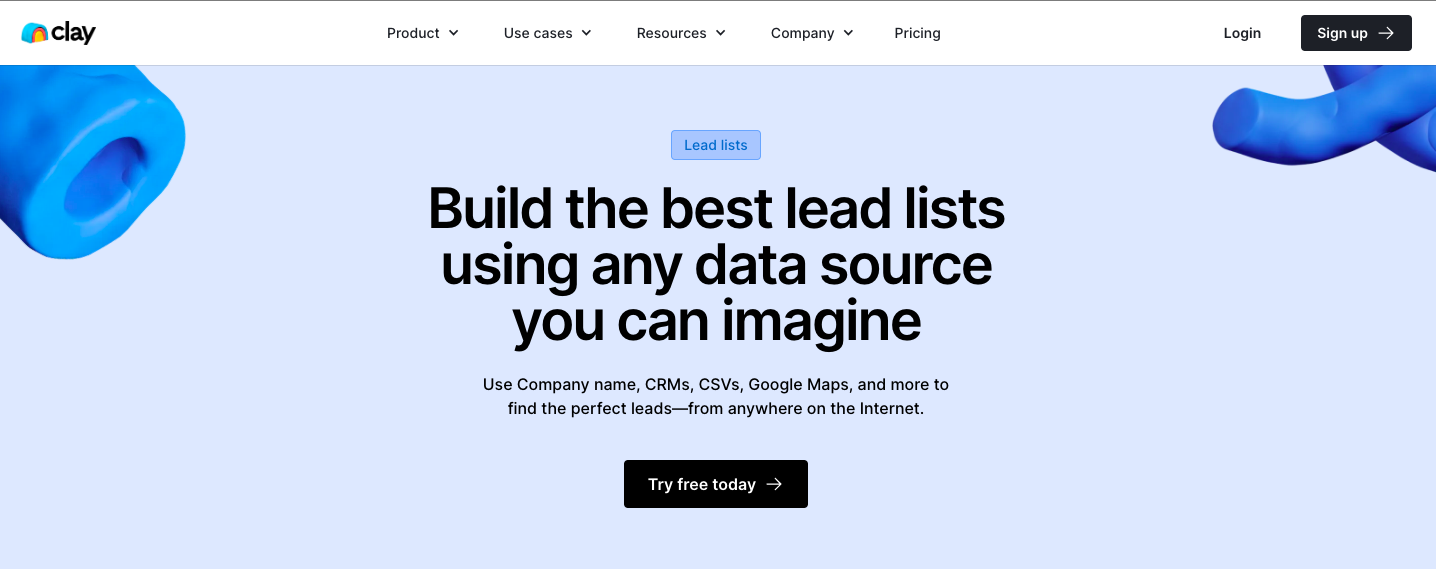 clay
Product
Use cases
Resources
Company
Pricing
Login
Sign up
Lead lists
Build the best lead lists
using any data source
you can imagine
Use Company name, CRMs, CSVs, Google Maps, and more to
find the perfect leads—from anywhere on the Internet.
Try free today